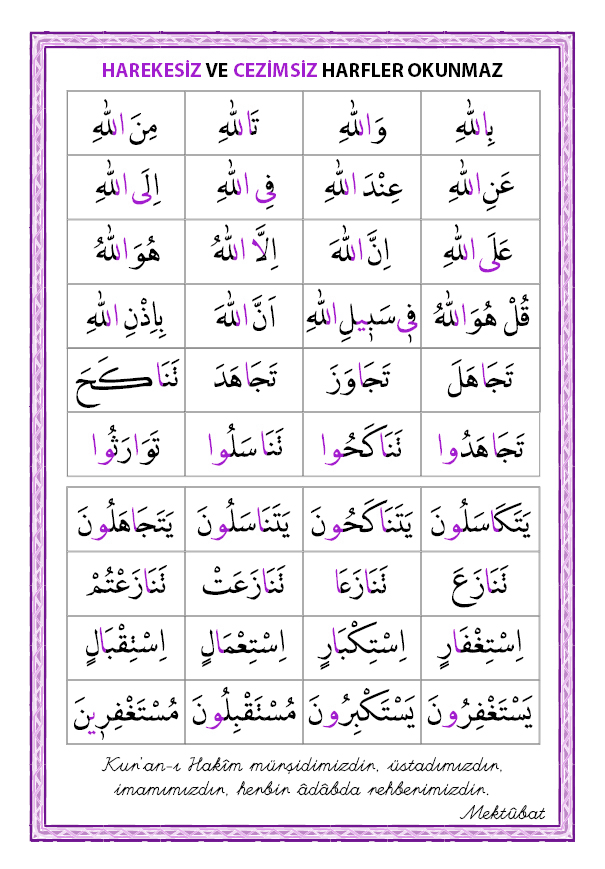 HAREKESİZ VE CEZİMSİZ HARFLER OKUNMAZ
بِاللّٰهِ وَاللّٰهِ تَاللّٰهِ مِنَ اللّٰهِ
عَنِ اللّٰهِ عِنْدَ اللّٰهِ فِي اللّٰهِ اِلَى اللّٰهِ
عَلَى اللّٰهِ اِنَّ اللّٰهَ اِلَّا اللّٰهُ هُوَ اللّٰهُ
قُلْ هُوَ اللّٰهُ فِي سَبِيلِ اللّٰهِ اَنَّ اللّٰهَ بِاِذْنِ اللّٰهِ
تَجَاهَلَ تَجَاوَزَ تَجَاهَدَ تَنَاكَحَ
تَجَاهَدُوا تَنَاكَحُوا تَنَاسَلُوا تَوَارَثُوا
يَتَكَاسَلُونَ يَتَنَاكَحُونَ يَتَنَاسَلُونَ يَتَجَاهَلُونَ
تَنَازَعَ تَنَازَعَا تَنَازَعَتْ تَنَازَعْتُمْ
اِسْتِغْفَارٍ اِسْتِكْبَارٍ اِسْتِعْمَالٍ اِسْتِقْبَالٍ
يَسْتَغْفِرُونَ يَسْتَكْبِرُونَ مُسْتَقْبِلُونَ مُسْتَغْفِرِينَ
Kur'an-ı Hakîm mürşidimizdir, üstadımızdır,
imamımızdır, herbir âdâbda rehberimizdir.
Mektûbat